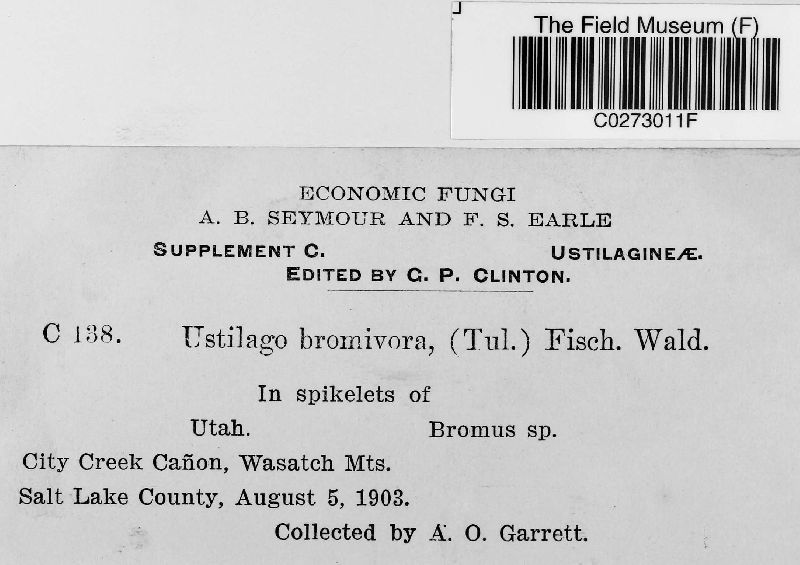 The Field Museum (F)
C0273011F
ECONOMIC FUNGI
A. B. SEYMOUR AND F. S. EARLE
SUPPLEMENT C. USTILAGINEÆ.
EDITED BY G. P. CLINTON.
C 138. Ustilago bromivora, (Tul.) Fisch. Wald.
In spikelets of
Utah. Bromus sp.
City Creek Cañon, Wasatch Mts.
Salt Lake County, August 5, 1903.
Collected by A. O. Garrett.